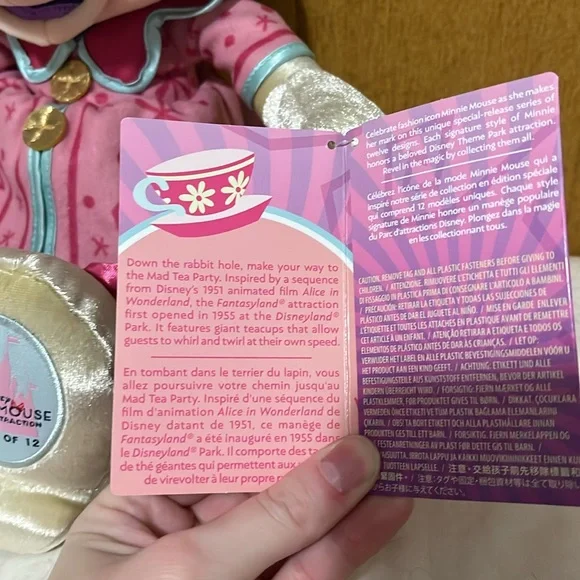 Down the rabbit hole, make your way to
the Mad Tea Party. Inspired by a sequence
from Disney's 1951 animated film Alice in
Wonderland, the Fantasyland® attraction
first opened in 1955 at the Disneyland®
Park. It features giant teacups that allow
guests to whirl and twirl at their own speed.
En tombant dans le terrier du lapin, vous
allez poursuivre votre chemin jusqu'au
Mad Tea Party. Inspiré d'une séquence du
film d'animation Alice in Wonderland de
Disney datant de 1951, ce manège de
Fantasyland® a été inauguré en 1955 dans
le Disneyland® Park. Il comporte des
de thé géantes qui permettent aux
de virevolter à leur propre
Celebrate fashion icon Minnie Mouse as she makes
her mark on this unique special-release series of
twelve designs. Each signature style of Minnie
honors a beloved Disney Theme Park attraction.
Revel in the magic by collecting them all.
Célébrez l'icône de la mode Minnie Mouse qui a
inspiré notre série de collection en édition spéciale
qui comprend 12 modèles uniques. Chaque style
signature de Minnie honore un manège populaire
du Parc d'attractions Disney. Plongez dans la magie
en les collectionnant tous.
CAUTION, REMOVE TAG AND ALL PLASTIC FASTENERS BEFORE GIVING TO
CHILDREN. / ATTENZIONE. RIMUOVERE L'ETICHETTA E TUTTI GLI ELEMENTI
DI FISSAGGIO IN PLASTICA PRIMA DI CONSEGNARE L'ARTICOLO A BAMBINI.
/ PRECAUCIÓN: RETIRAR LA ETIQUETA Y TODAS LAS SUJECCIONES DE
PLÁSTICO ANTES DE DAR EL JUGUETE AL NIÑO. / MISE EN GARDE. ENLEVER
L'ÉTIQUETTE ET TOUTES LES ATTACHES EN PLASTIQUE AVANT DE REMETTRE
CET ARTICLE À UN ENFANT. / ATENÇÃO: RETIRAR A ETIQUETA E TODOS OS
ELEMENTOS DE PLÁSTICO ANTES DE DAR ÀS CRIANÇAS. / LET OP:
VERWIJDER HET LABEL EN ALLE PLASTIC BEVESTIGINGSMIDDELEN VÓÓR U
HET PRODUCT AAN EEN KIND GEEFT. / ACHTUNG: ETIKETT UND ALLE
BEFESTIGUNGSELEMENTE AUS KUNSTSTOFF ENTFERNEN, BEVOR DER ARTIKEL
KINDERN ÜBERREICHT WIRD. / FORSIGTIG: FJERN MÆRKAT OG ALLE
PLASTICLUKKER, FØR PRODUKTET GIVES TIL BØRN. / DIKKAT, ÇOCUKLARA
VERMEDEN ÖNCE ETİKETİ VE TÜM PLASTİK BAĞLAMA ELEMANLARINI
ÇIKARIN. / OBS! TA BORT ETIKETT OCH ALLA PLASTHÅLLARE INNAN
PRODUKTEN GES TILL ETT BARN. / FORSIKTIG: FJERN MERKELAPPEN OG
FESTEANORDNINGER AV PLAST FØR DETTE GIS TIL BARN. /
VAROITUS, IRROTA LAPPU JA KAIKKI MUOVIKIINNIKKEET ENNEN KUIN
TUOTTEEN LAPSELLE.
MOUSE
ATTRACTION
OF 12